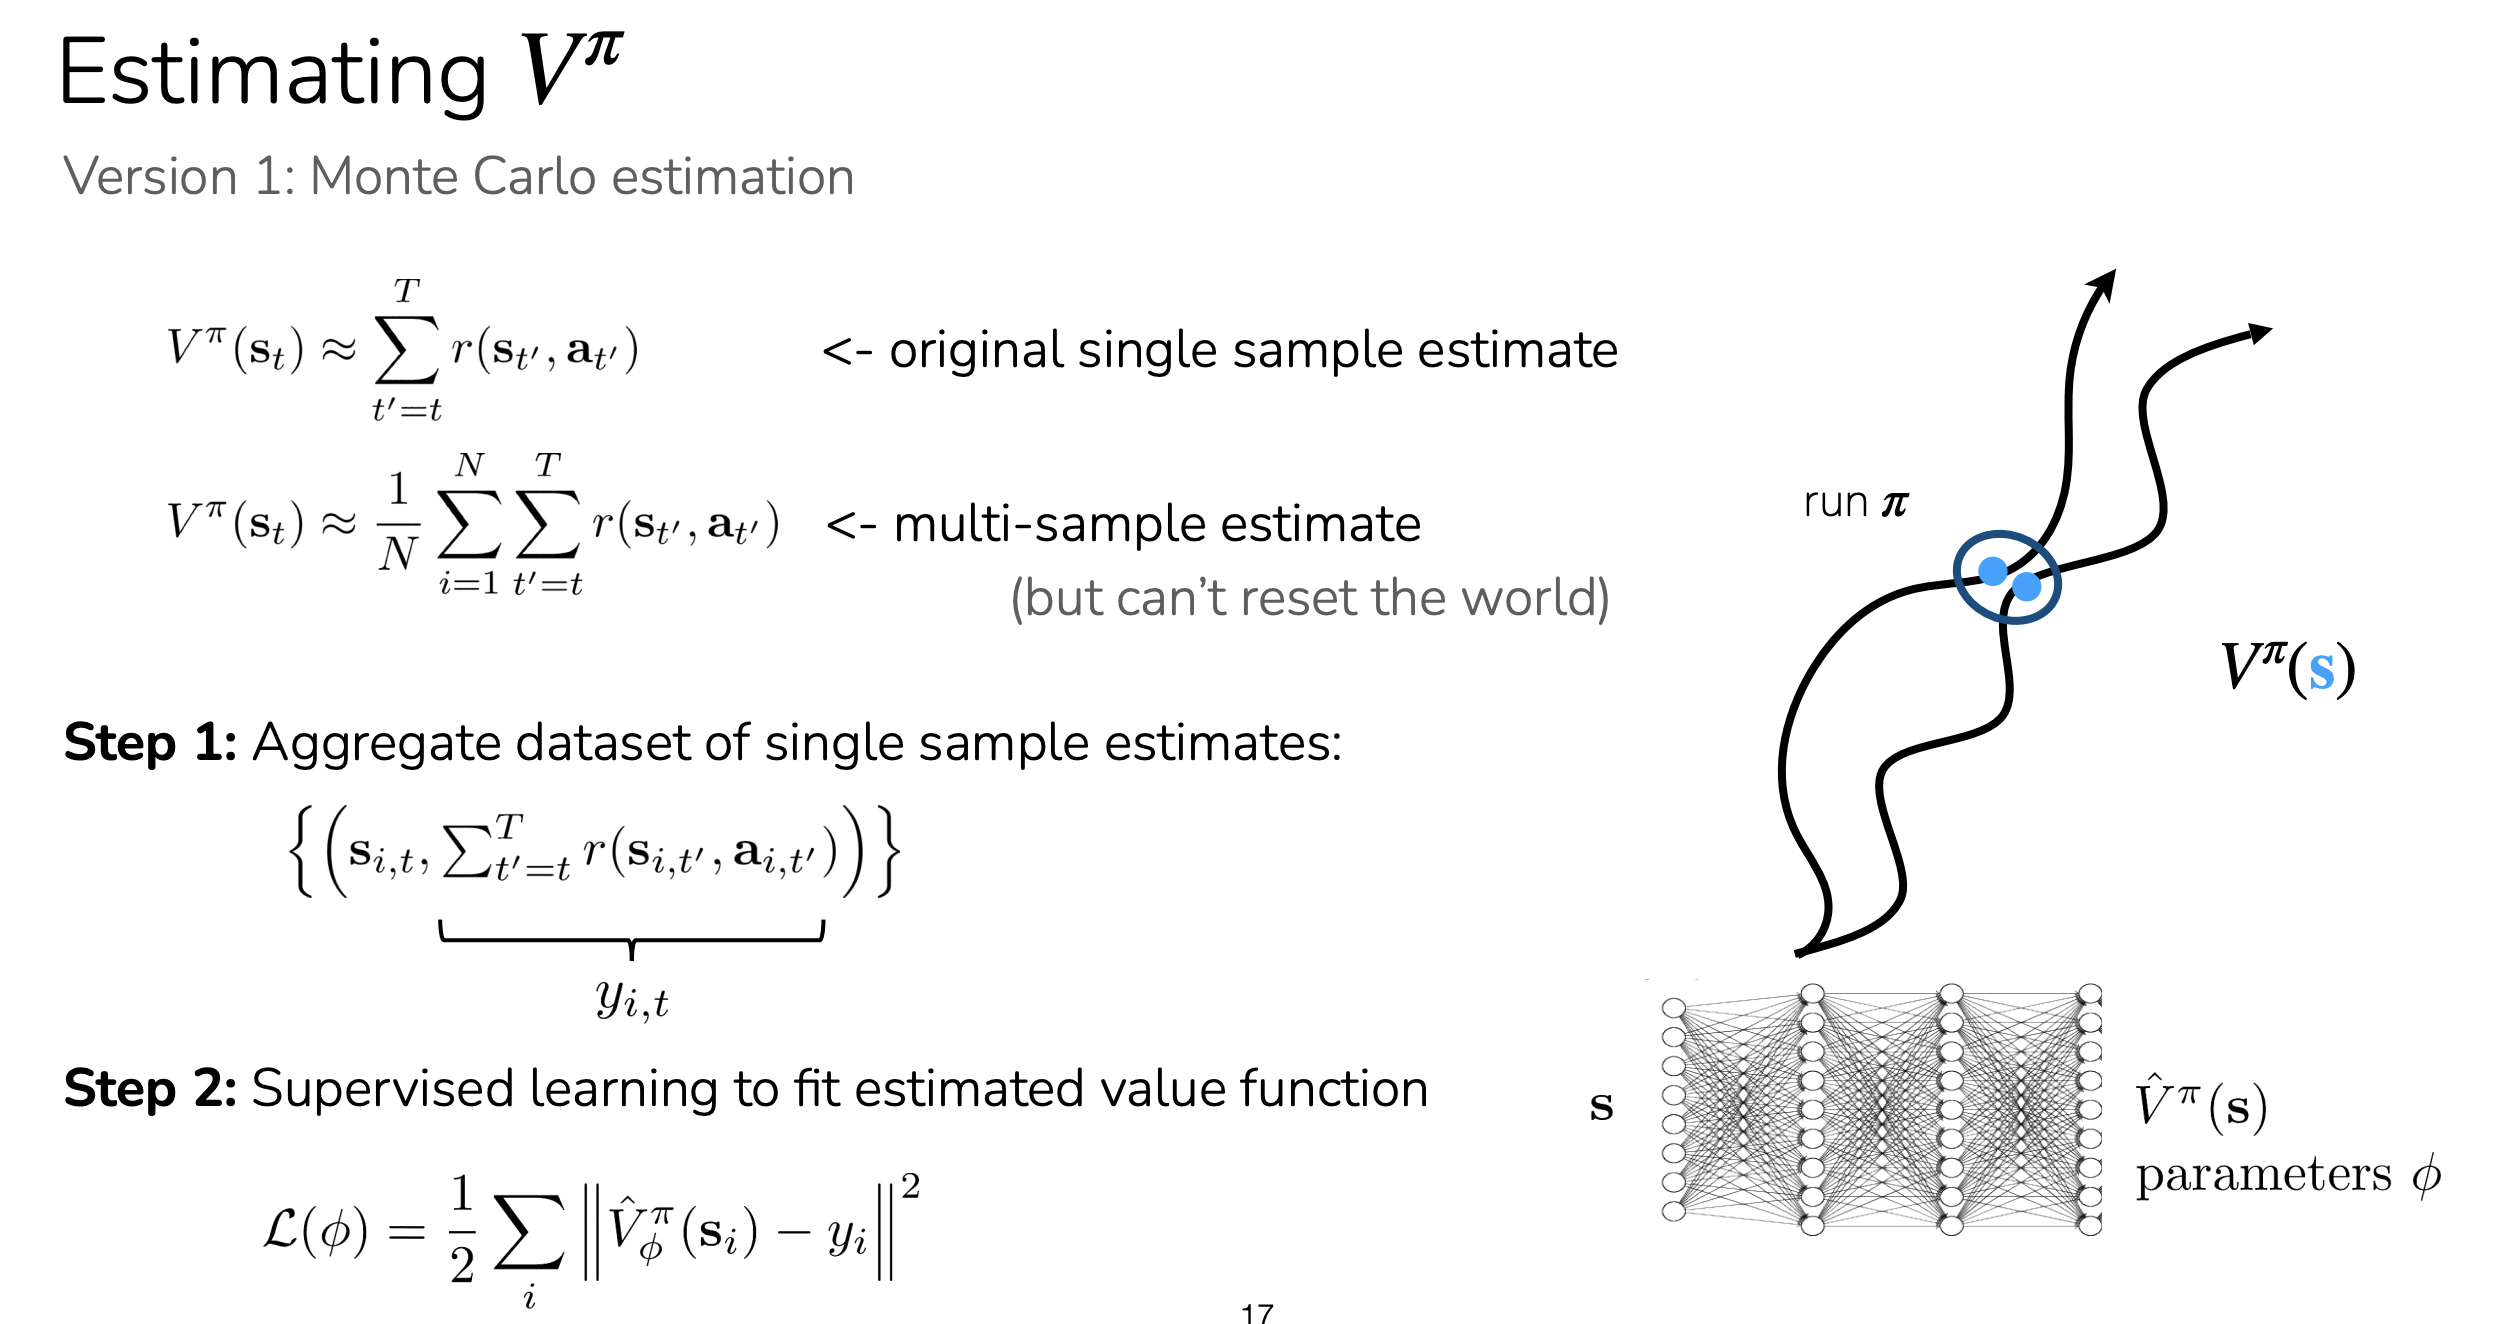 Estimating $V^{\pi}$
Version 1: Monte Carlo estimation
$V^{\pi}(\mathbf{s}_t) \approx \sum_{t'=t}^{T} r(\mathbf{s}_{t'}, \mathbf{a}_{t'})$ <- original single sample estimate
$V^{\pi}(\mathbf{s}_t) \approx \frac{1}{N} \sum_{i=1}^{N} \sum_{t'=t}^{T} r(\mathbf{s}_{t'}, \mathbf{a}_{t'})$ <- multi-sample estimate
(but can't reset the world)
run $\pi$
$V^{\pi}(\mathbf{s})$
Step 1: Aggregate dataset of single sample estimates:
$\left\{\left(\mathbf{s}_{i,t}, \sum_{t'=t}^{T} r(\mathbf{s}_{i,t'}, \mathbf{a}_{i,t'})\right)\right\}$
$y_{i,t}$
Step 2: Supervised learning to fit estimated value function
$\mathcal{L}(\phi) = \frac{1}{2} \sum_{i} \left\| \hat{V}_{\phi}^{\pi}(\mathbf{s}_i) - y_i \right\|^2$
$\mathbf{s}$
$\hat{V}^{\pi}(\mathbf{s})$
parameters $\phi$
17